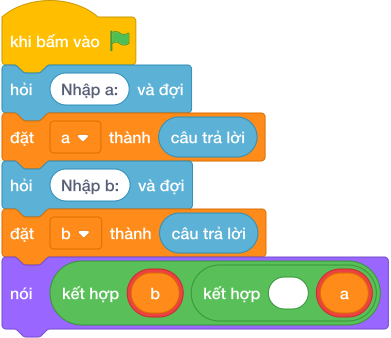 khi bấm vào
hỏi Nhập a: và đợi
đặt a thành câu trả lời
hỏi Nhập b: và đợi
đặt b thành câu trả lời
nói kết hợp b kết hợp a